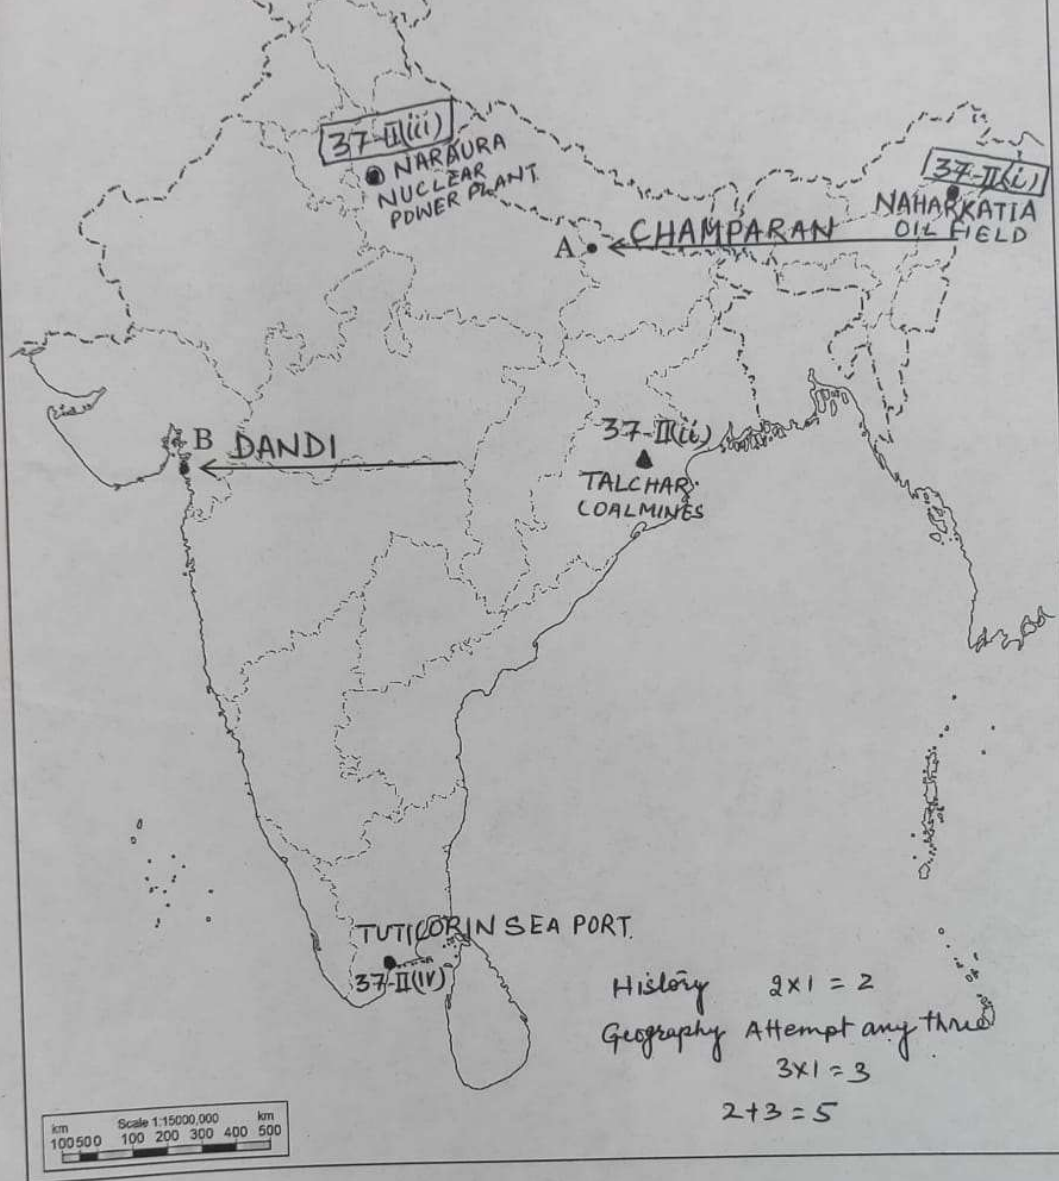 37-II(iii)
NARAURA
NUCLEAR
POWER PLANT
37-II(i)
NAHARKATIA
OIL FIELD
A CHAMPARAN
B DANDI
37-II(ii)
TALCHAR
COALMINES
TUTICORIN SEA PORT
37-II(iv)
History 2x1 = 2
Geography Attempt any three
3x1 = 3
2+3 = 5
Scale 1:15000,000
km km
100 50 0 100 200 300 400 500